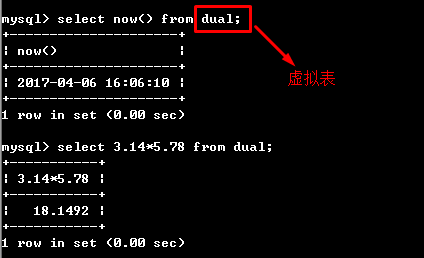 mysql> select now() from dual;
+---------------------+
| now()               |
+---------------------+
| 2017-04-06 16:06:10 |
+---------------------+
1 row in set (0.00 sec)
虚拟表
mysql> select 3.14*5.78 from dual;
+-----------+
| 3.14*5.78 |
+-----------+
|   18.1492 |
+-----------+
1 row in set (0.00 sec)